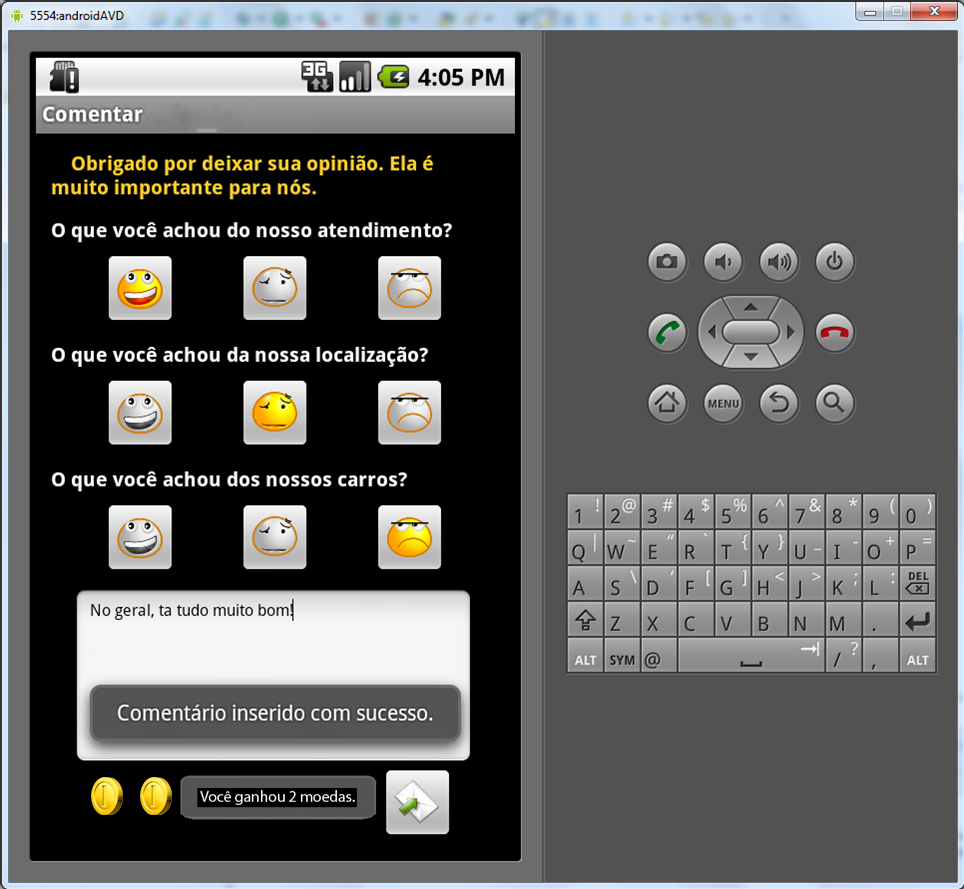 5554:androidAVD
3G 4:05 PM
Comentar
Obrigado por deixar sua opinião. Ela é
muito importante para nós.
O que você achou do nosso atendimento?
O que você achou da nossa localização?
O que você achou dos nossos carros?
No geral, ta tudo muito bom!
Comentário inserido com sucesso.
Você ganhou 2 moedas.
MENU
1 ! 2 @ 3 # 4 $ 5 % 6 ^ 7 & 8 * 9 ( 0 )
Q | W ~ E “ R ` T { Y } U _ I - O + P =
A S \ D ‘ F [ G ] H < J > K ; L : DEL
Z X C V B N M .
ALT SYM @ / ? , ALT